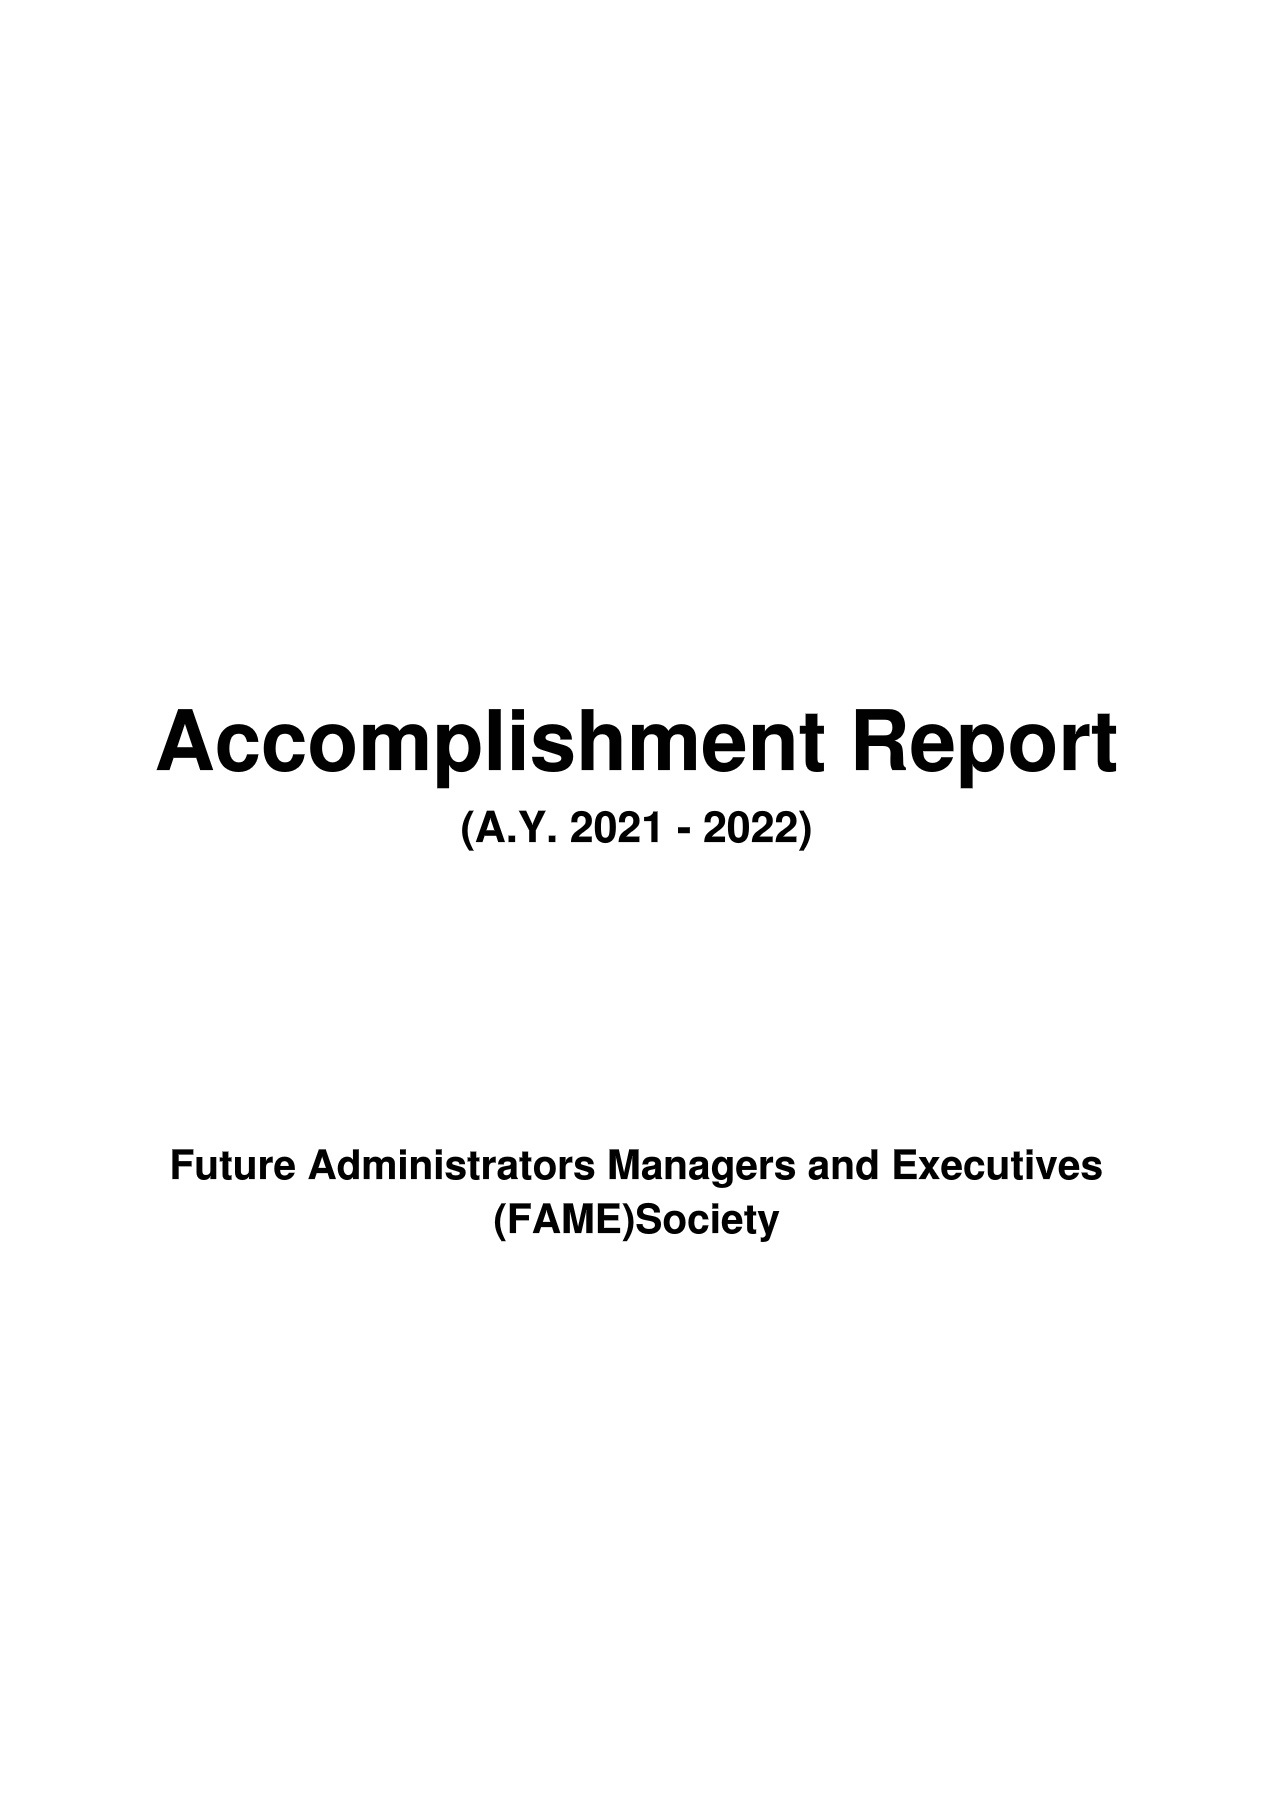 Accomplishment Report
(A.Y. 2021 - 2022)
Future Administrators Managers and Executives
(FAME)Society